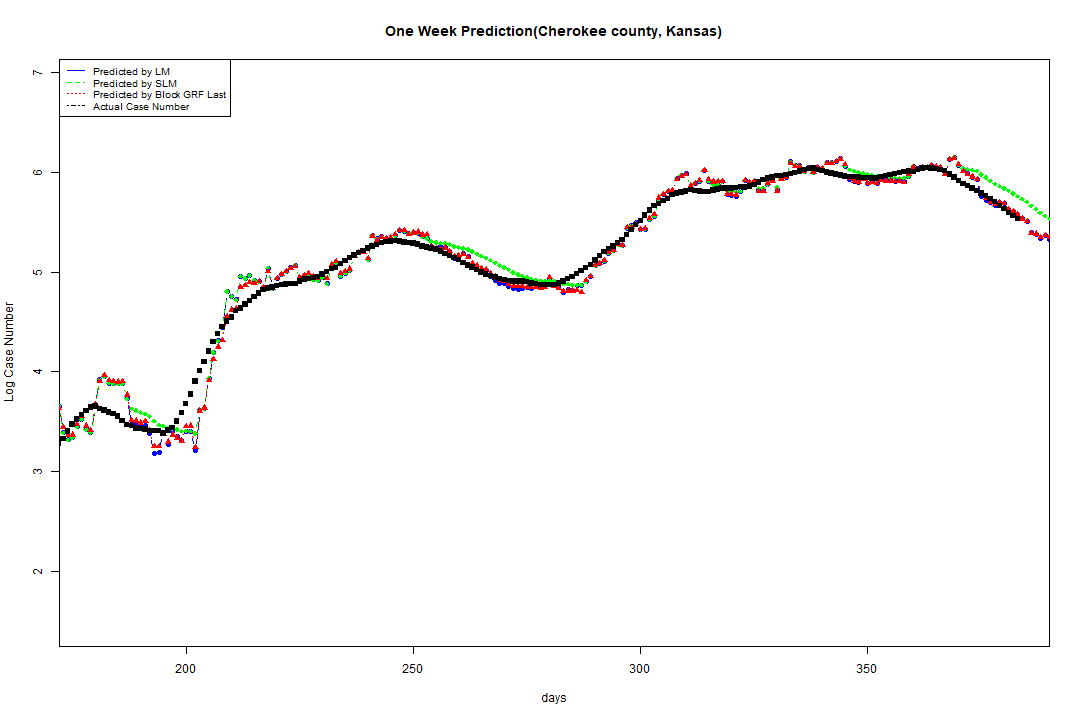 One Week Prediction(Cherokee county, Kansas)
7
Predicted by LM
Predicted by SLM
Predicted by Block GRF Last
Actual Case Number
6
5
4
3
2
Log Case Number
200
250
300
350
days